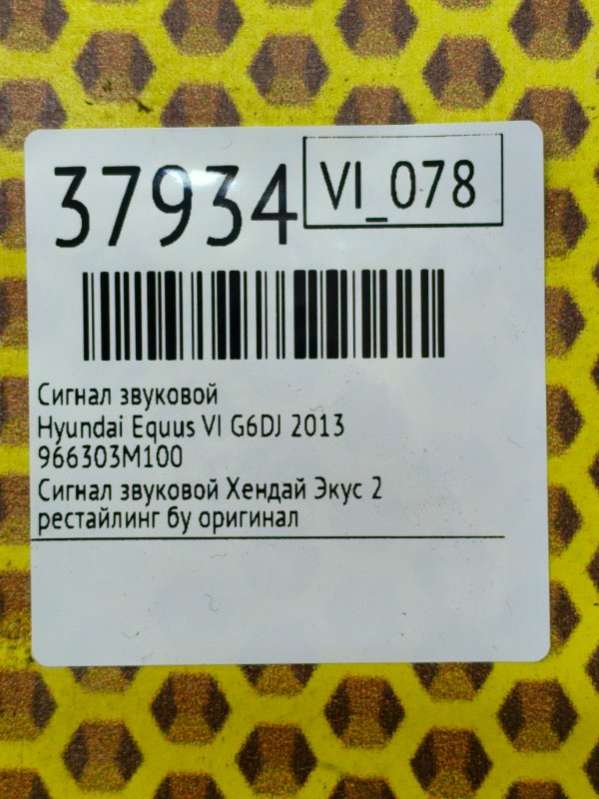 37934
VI_078
Сигнал звуковой
Hyundai Equus VI G6DJ 2013
966303M100
Сигнал звуковой Хендай Экус 2
рестайлинг бу оригинал